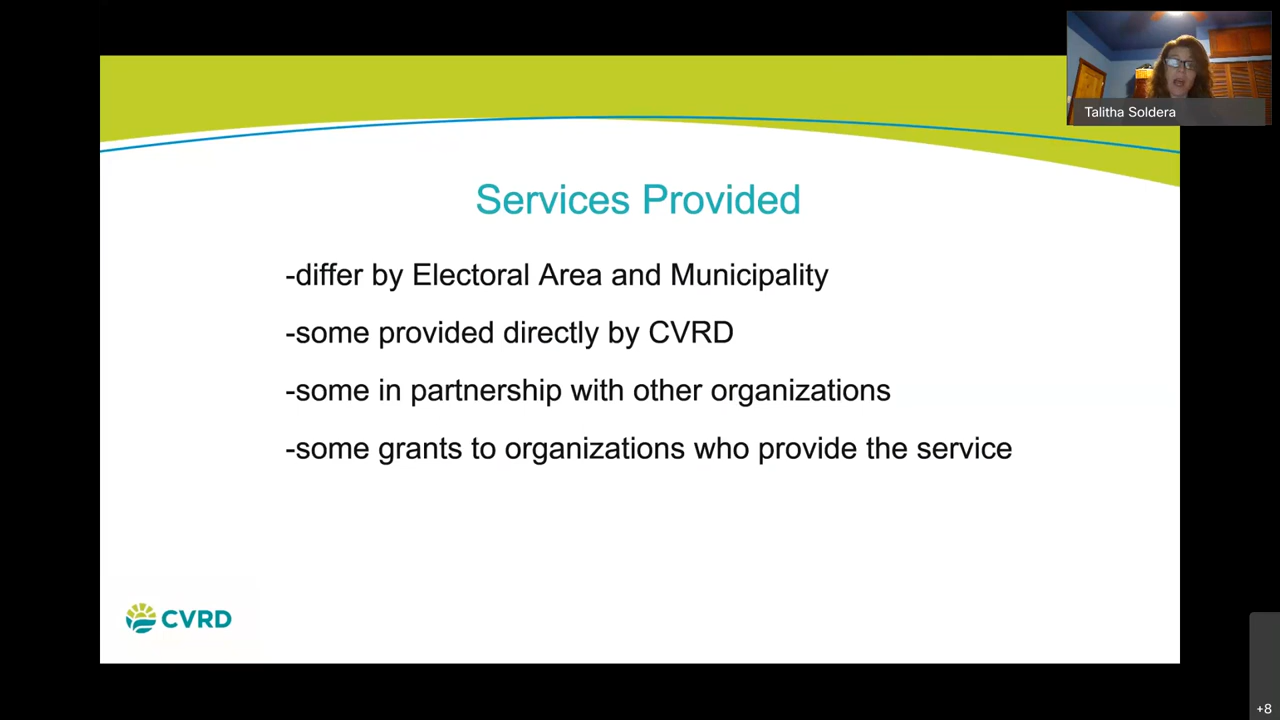 Talitha Soldera
Services Provided
-differ by Electoral Area and Municipality
-some provided directly by CVRD
-some in partnership with other organizations
-some grants to organizations who provide the service
CVRD
+8